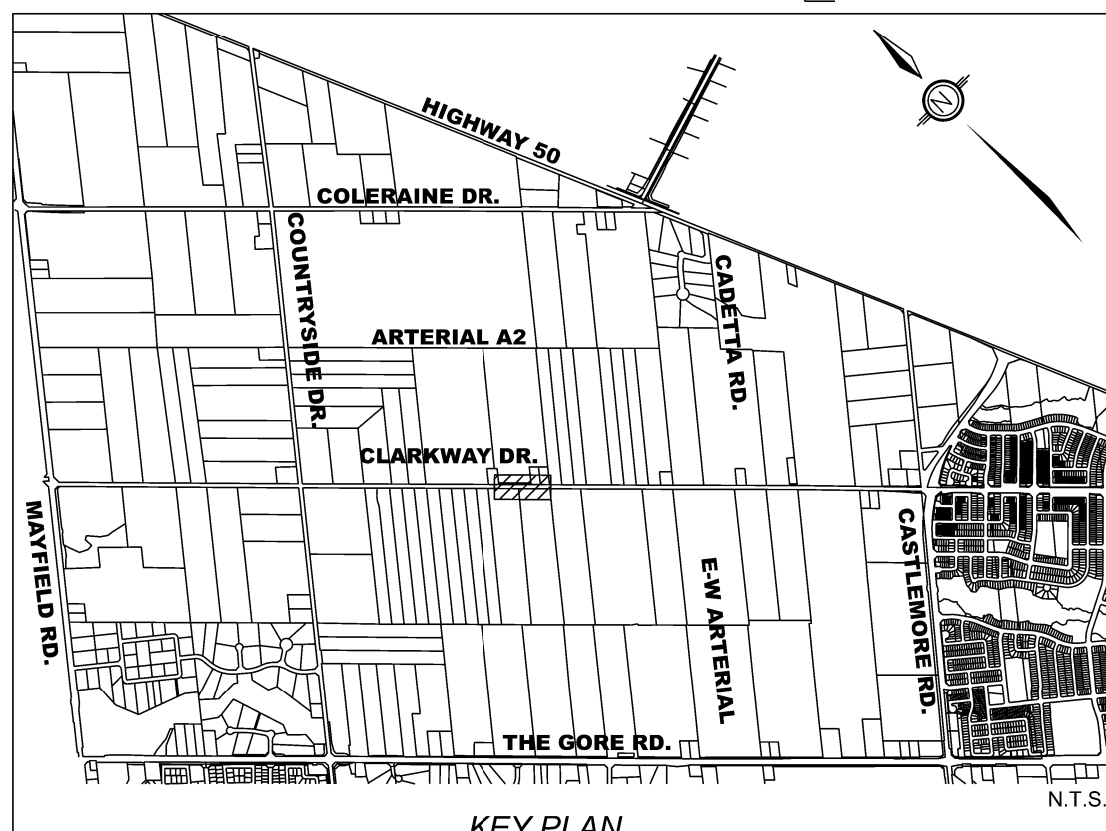 N
HIGHWAY 50
COLERAINE DR.
COUNTRYSIDE DR.
CADETTA RD.
ARTERIAL A2
CLARKWAY DR.
MAYFIELD RD.
CASTLEMORE RD.
E-W ARTERIAL
THE GORE RD.
N.T.S.
KEY PLAN